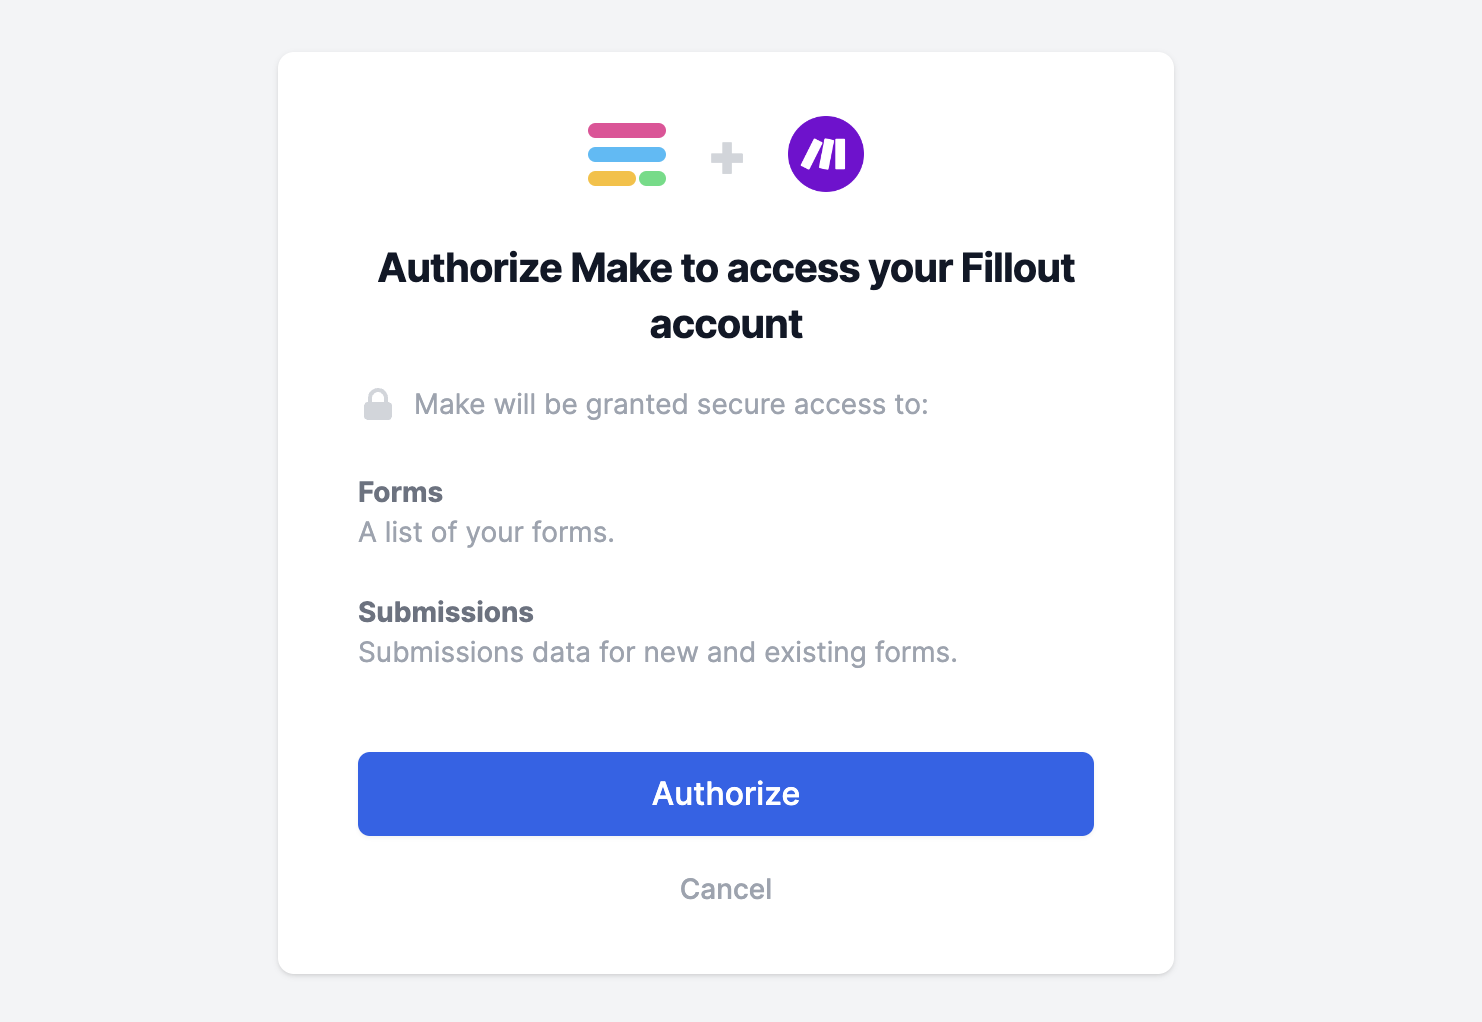 Authorize Make to access your Fillout
account
Make will be granted secure access to:
Forms
A list of your forms.
Submissions
Submissions data for new and existing forms.
Authorize
Cancel